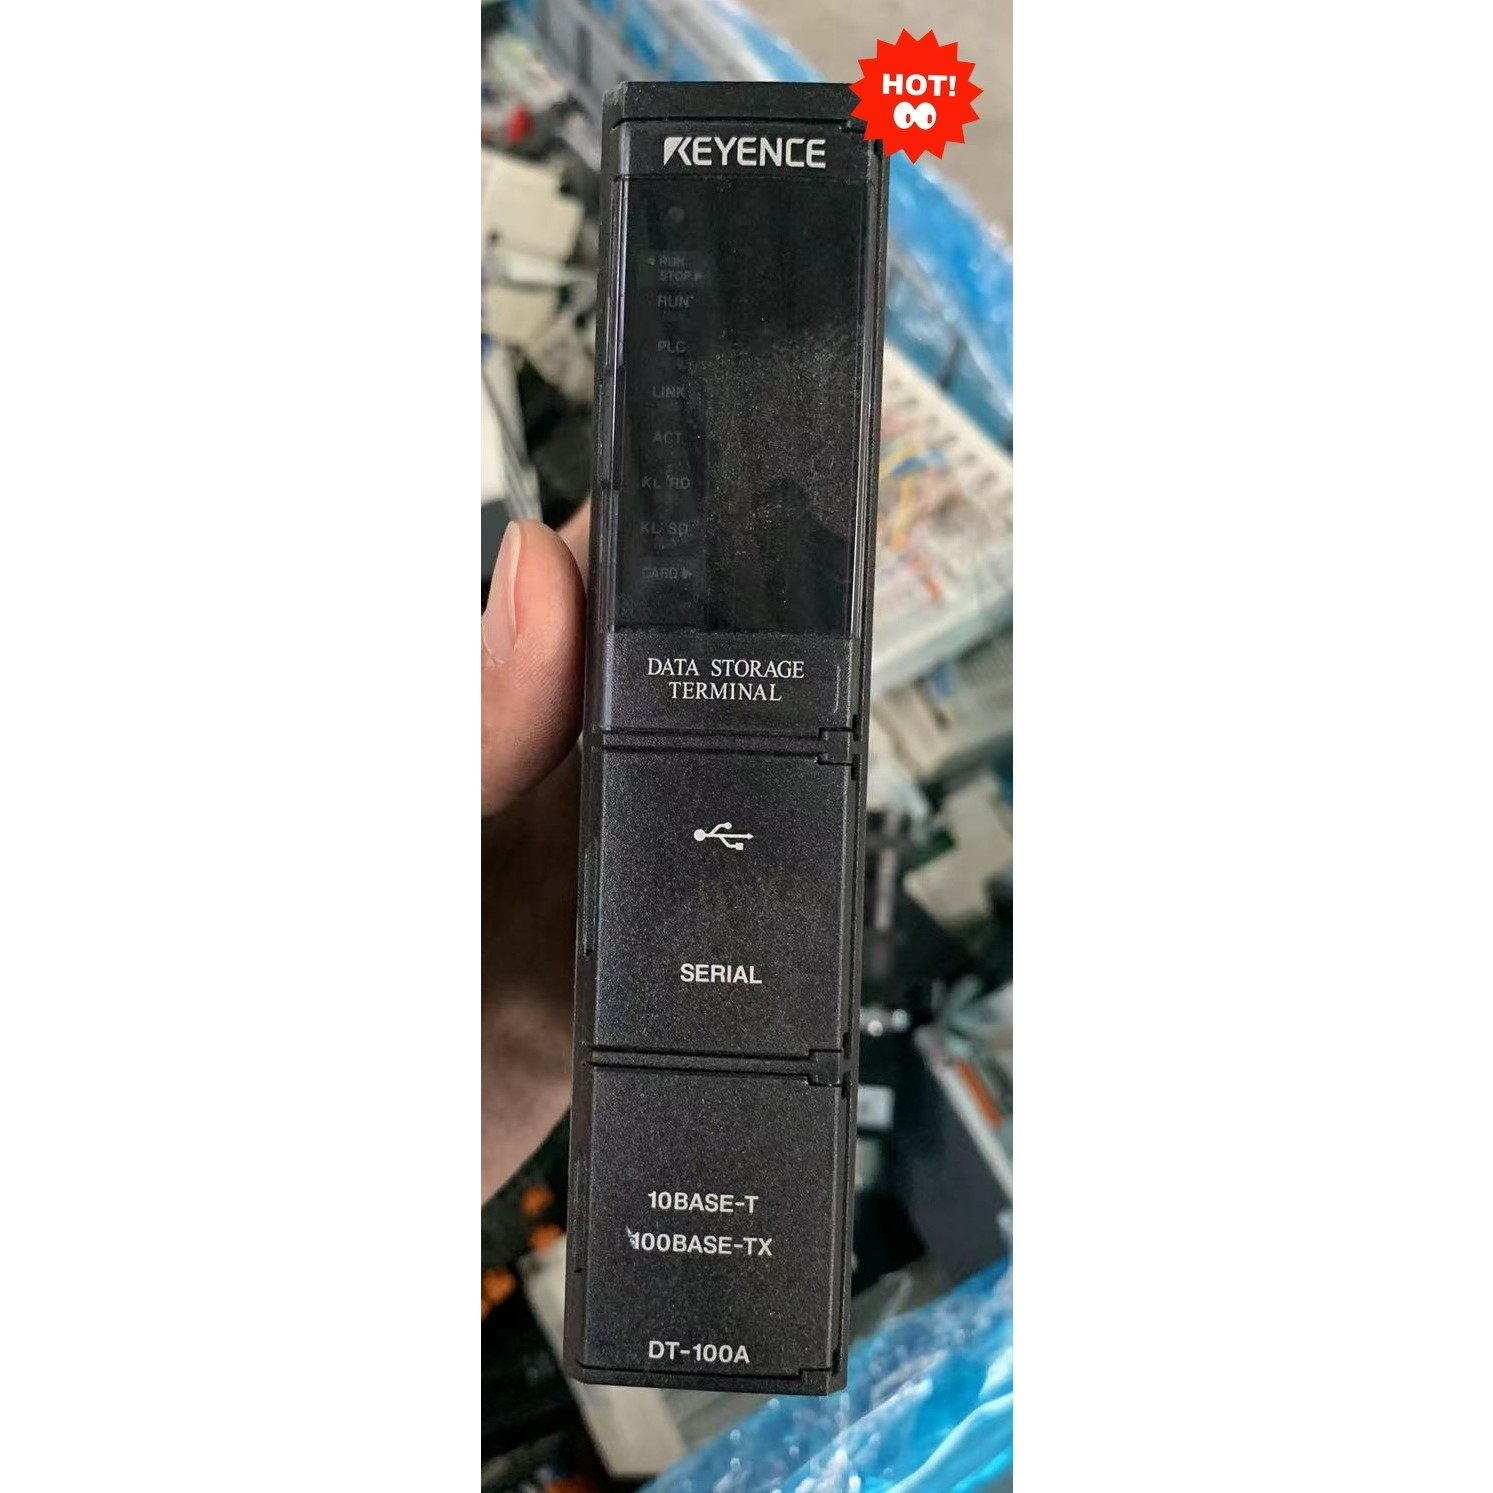 HOT!
KEYENCE
◀ RUN
STOP ▶
RUN
PLC
LINK
ACT
KL RD
KL SD
CARD ▶
DATA STORAGE
TERMINAL
SERIAL
10BASE-T
100BASE-TX
DT-100A